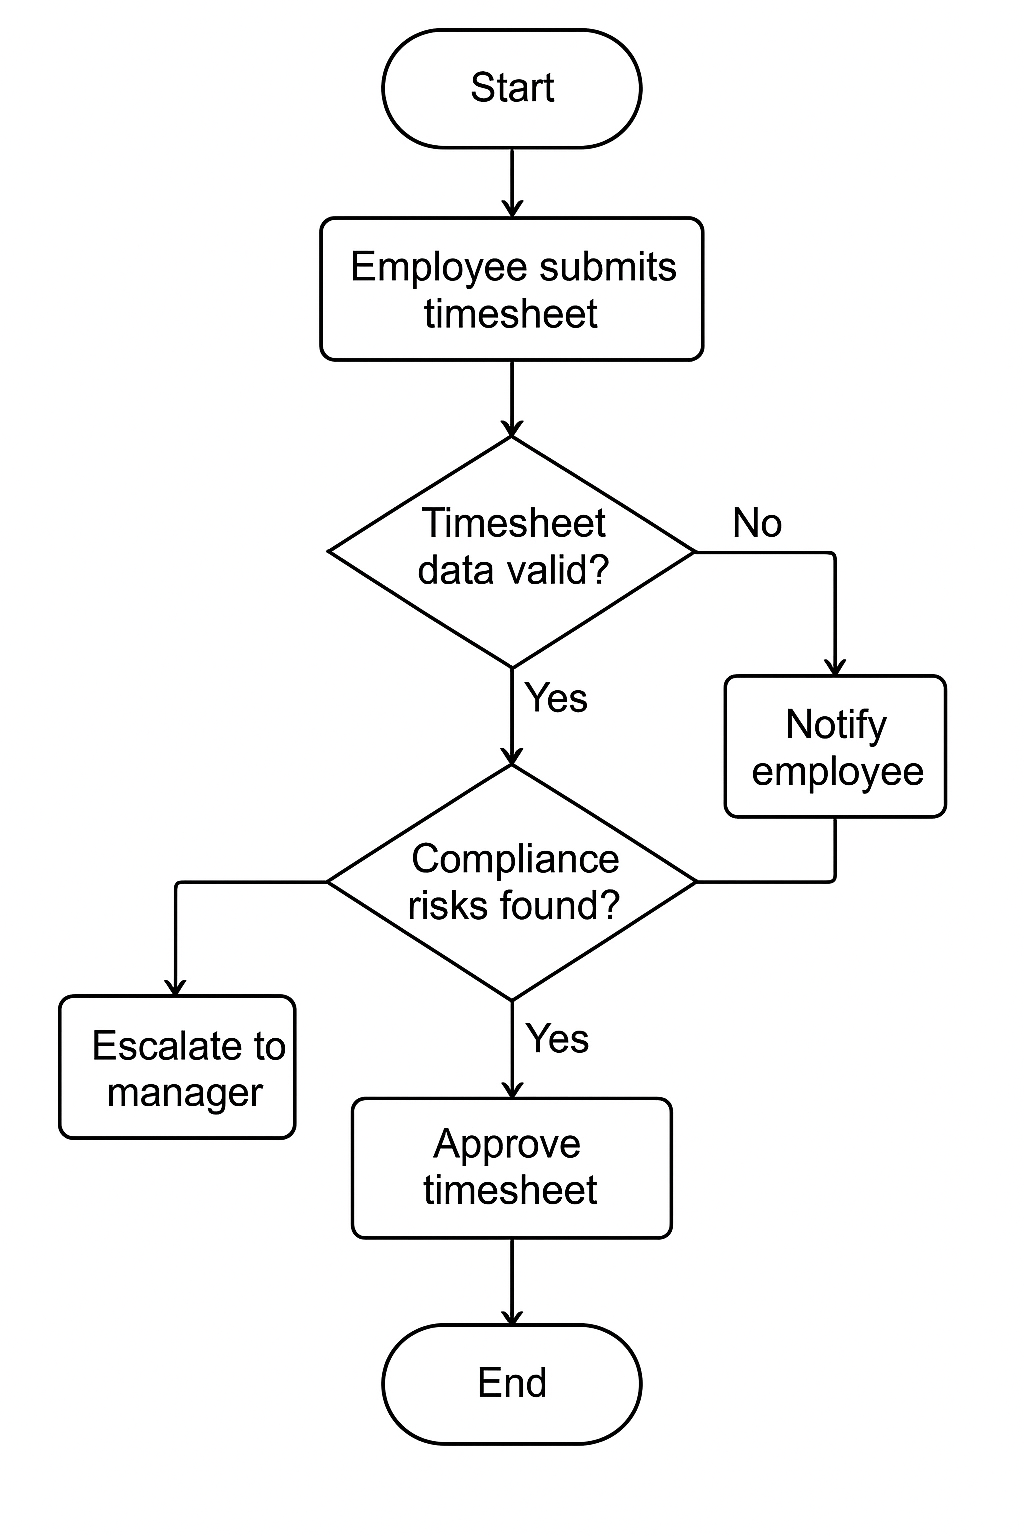 Start
Employee submits
timesheet
Timesheet
data valid?
No
Yes
Notify
employee
Compliance
risks found?
Escalate to
manager
Yes
Approve
timesheet
End